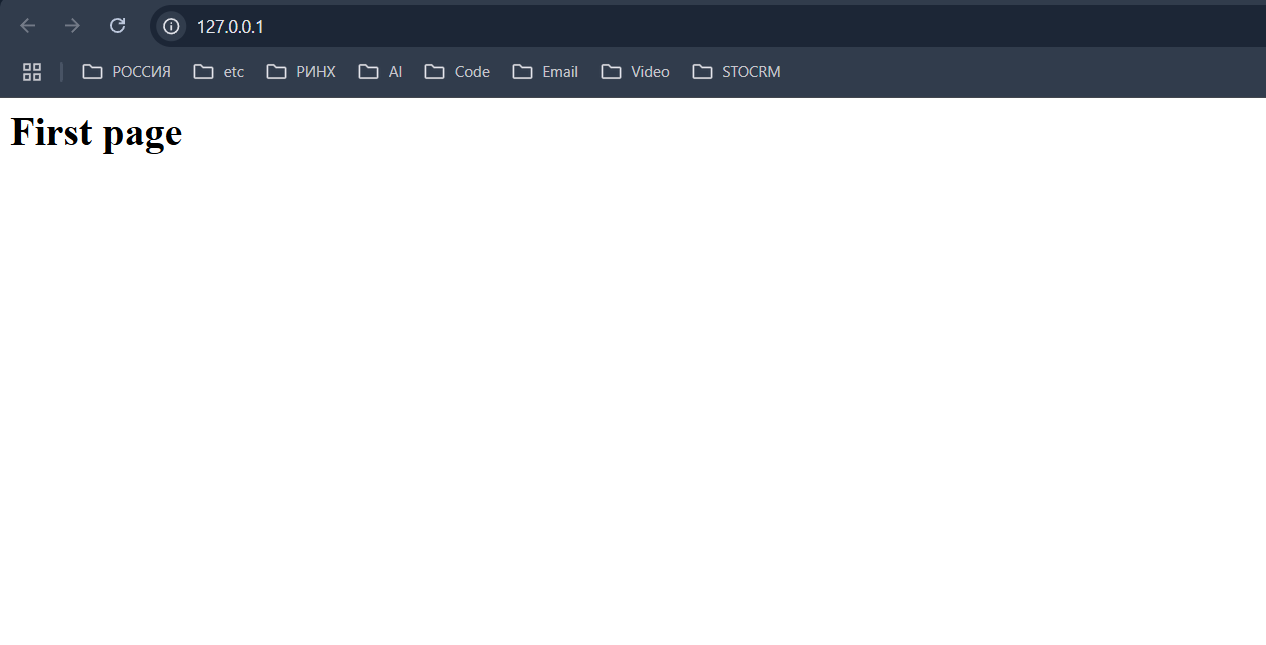 127.0.0.1
РОССИЯ etc РИНХ AI Code Email Video STOCRM
First page